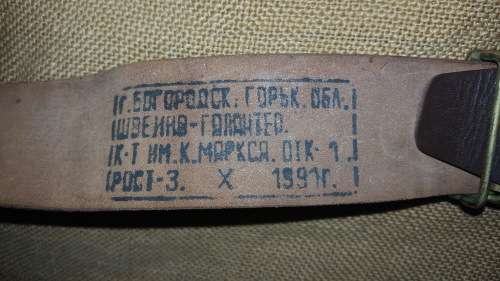 г. БОГОРОДСК. ГОРЬК. ОБЛ.
ШВЕЙНО-ГАЛАНТЕР.
К-Т ИМ. К. МАРКСА. ОТК-1.
РОСТ-3. X 1991г.